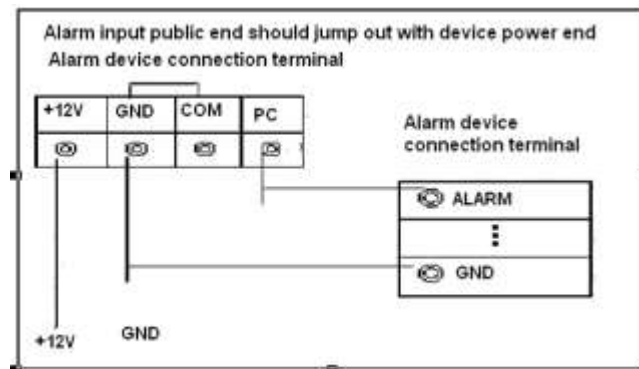 Alarm input public end should jump out with device power end
Alarm device connection terminal
+12V GND COM PC
Alarm device
connection terminal
ALARM
GND
+12V GND